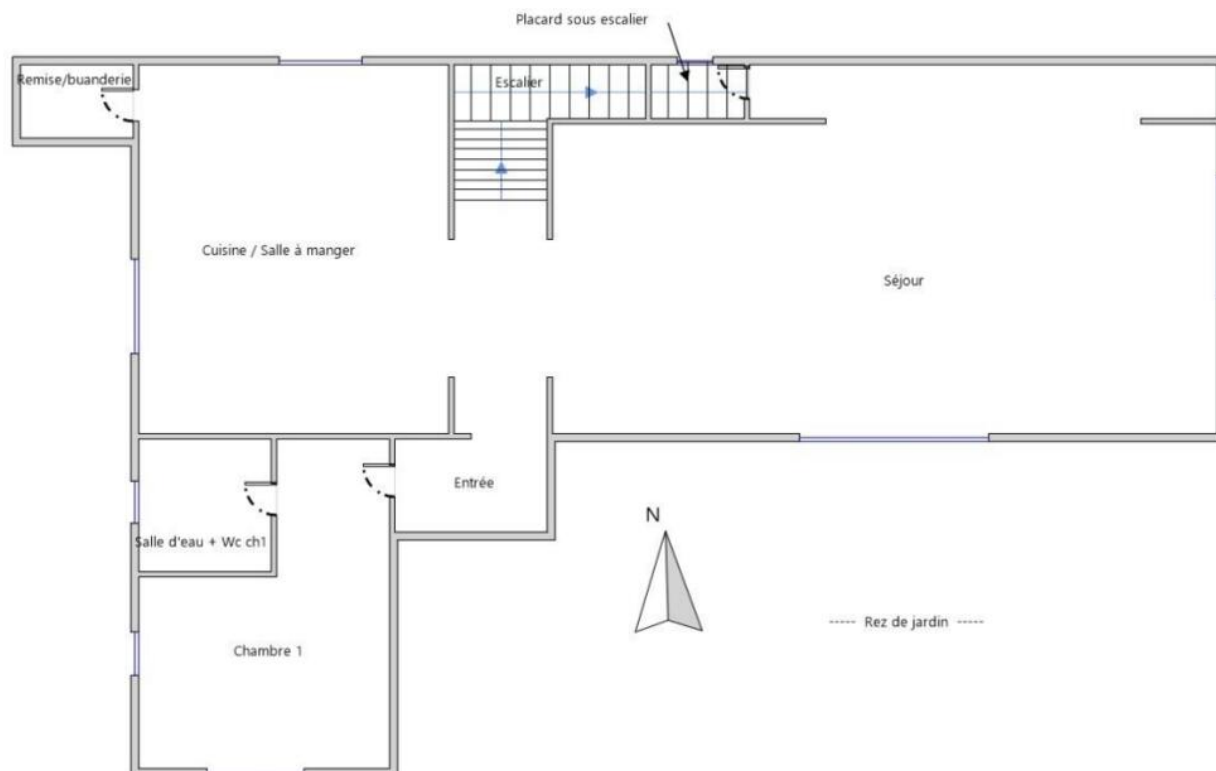 Placard sous escalier
Remise/buanderie
Escalier
Cuisine / Salle à manger
Séjour
Entrée
N
Salle d'eau + Wc ch1
----- Rez de jardin -----
Chambre 1